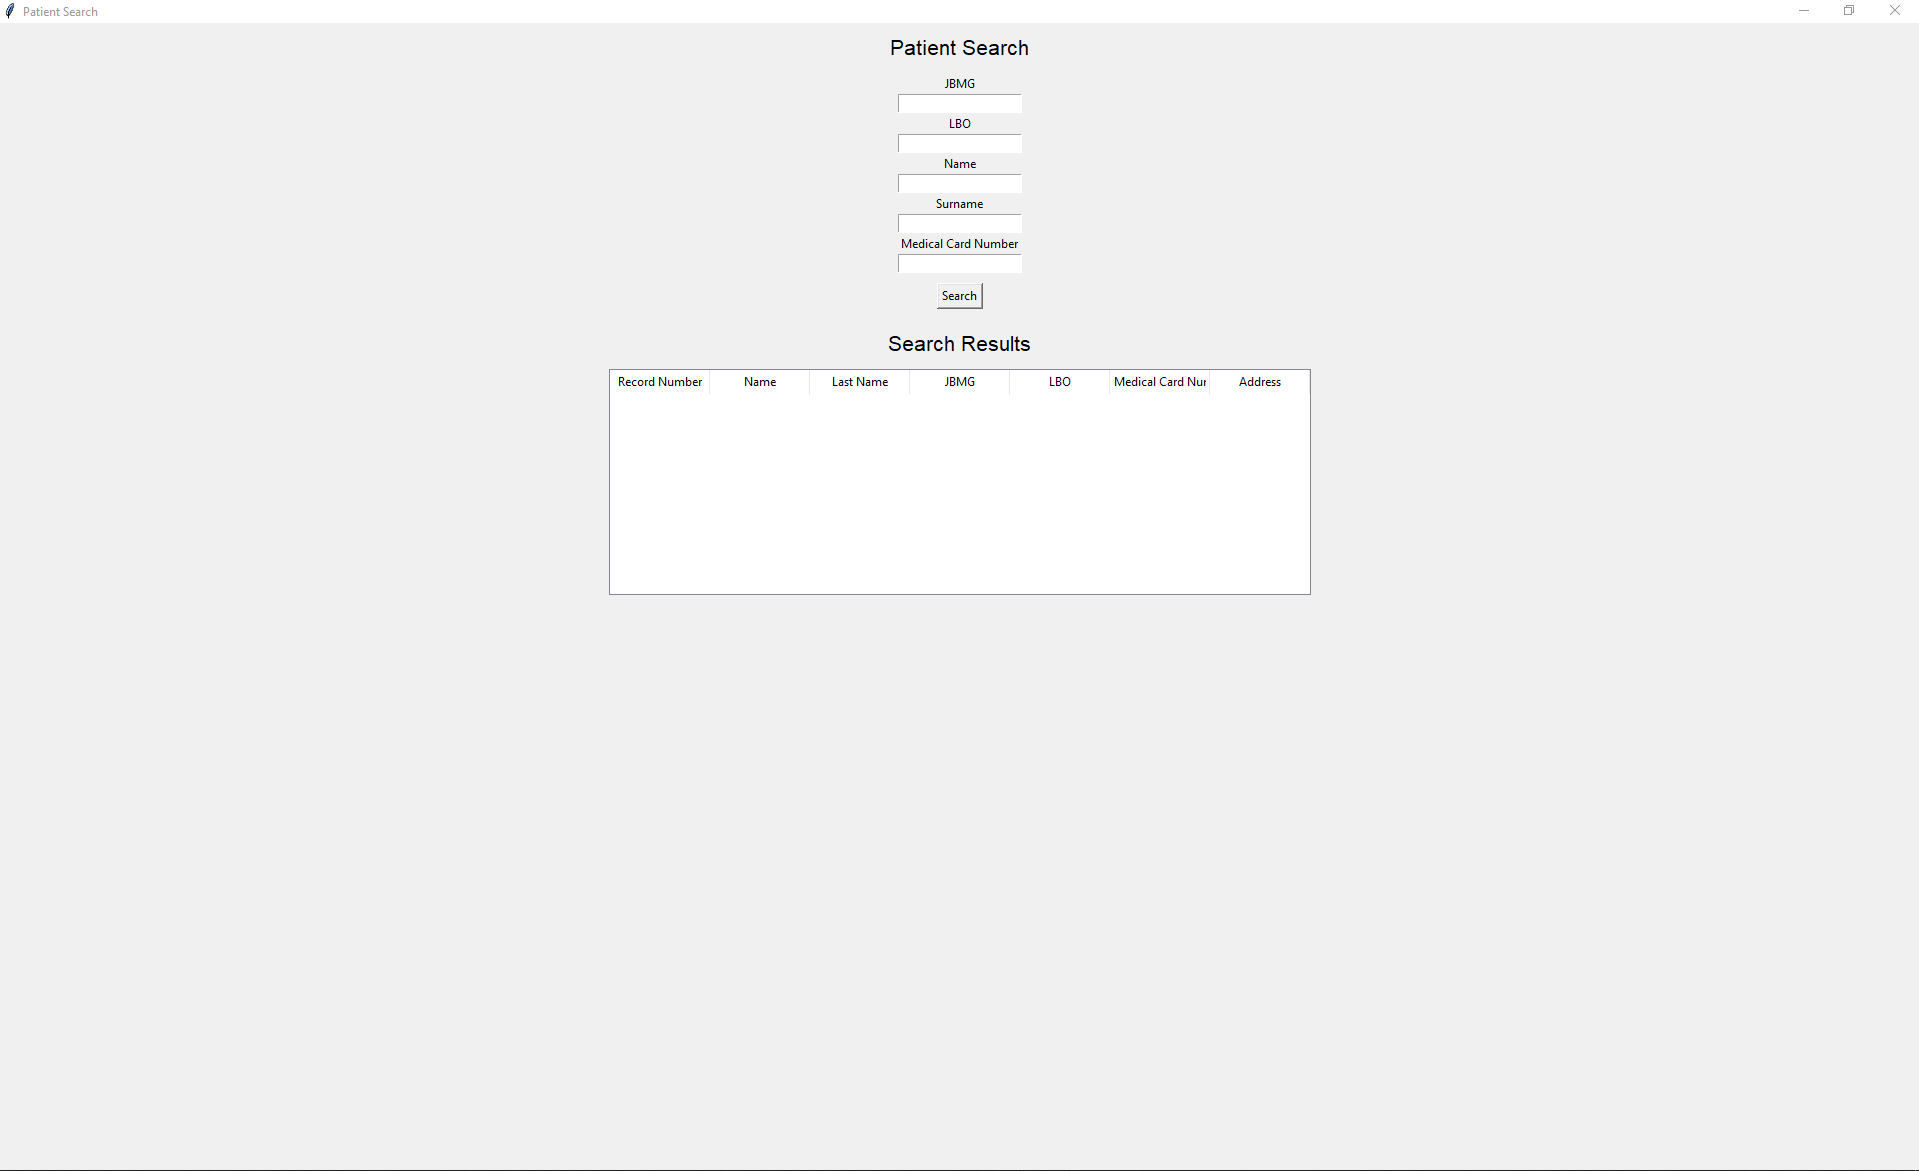 Patient Search
Patient Search
JBMG
LBO
Name
Surname
Medical Card Number
Search
Search Results
Record Number Name Last Name JBMG LBO Medical Card Nur Address